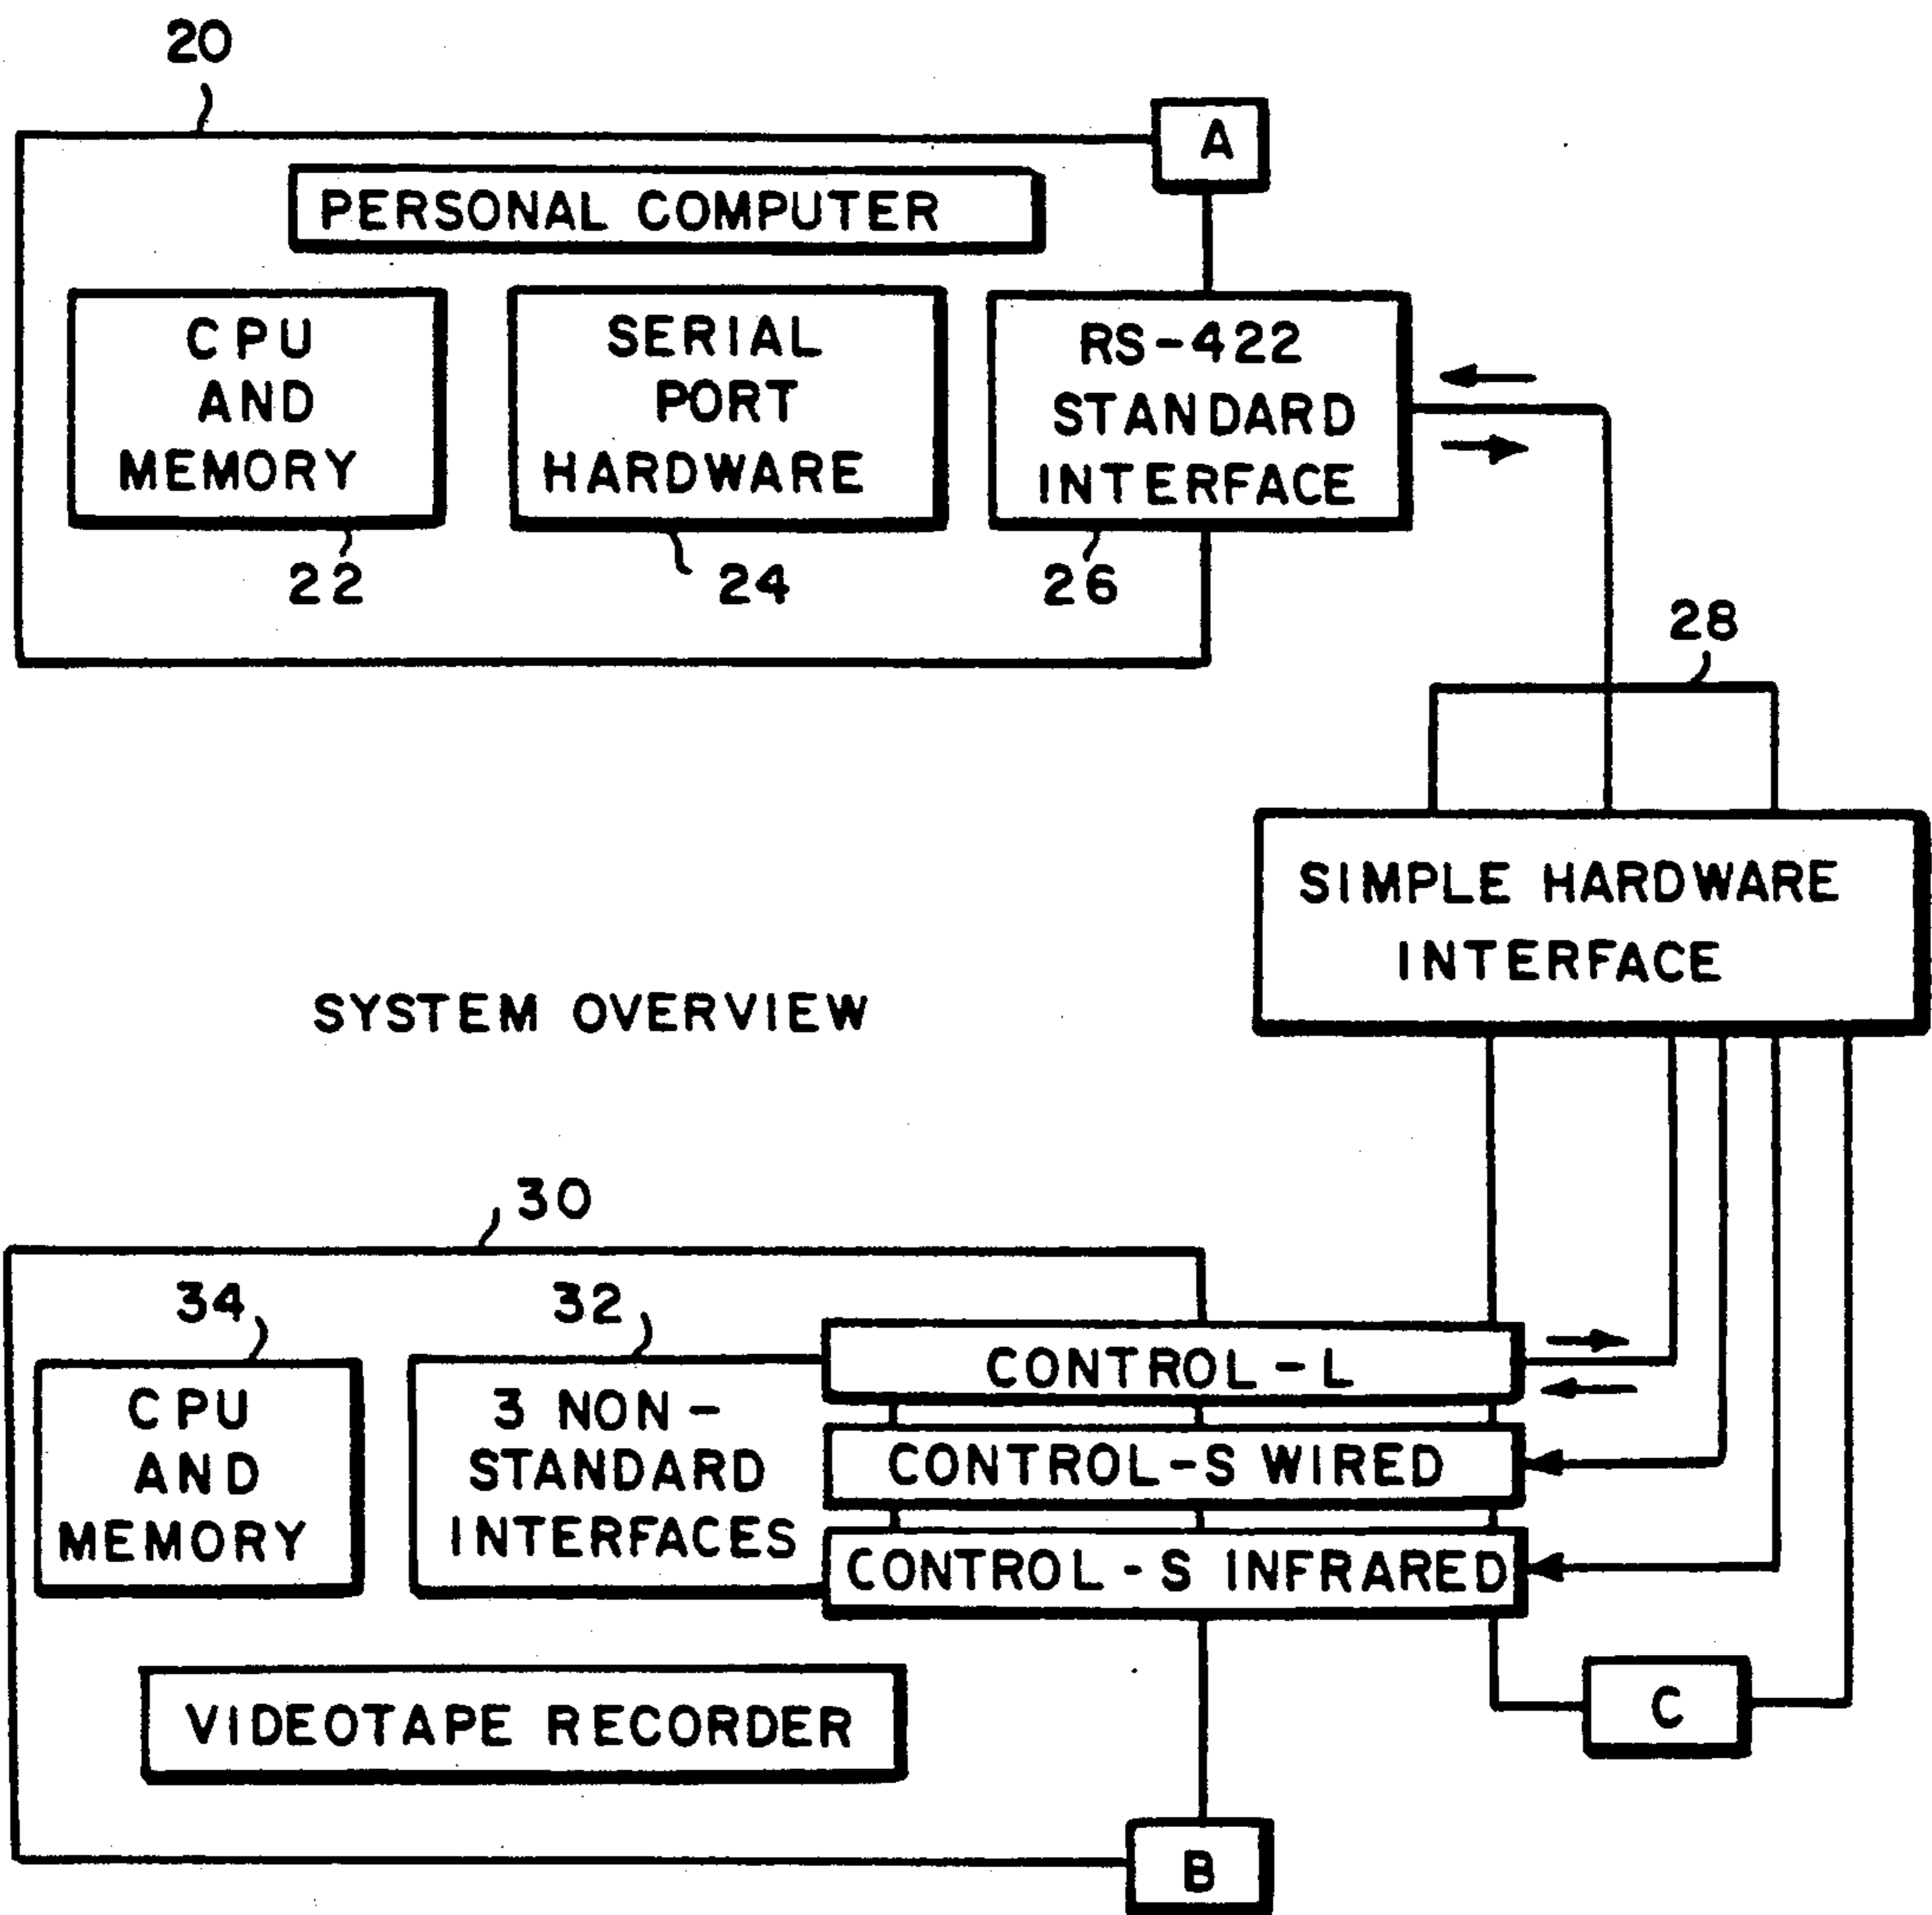 20
A
PERSONAL COMPUTER
CPU
AND
MEMORY
SERIAL
PORT
HARDWARE
RS-422
STANDARD
INTERFACE
22
24
26
28
SIMPLE HARDWARE
INTERFACE
SYSTEM OVERVIEW
30
34
32
CPU
AND
MEMORY
3 NON-
STANDARD
INTERFACES
CONTROL-L
CONTROL-S WIRED
CONTROL-S INFRARED
VIDEOTAPE RECORDER
C
B